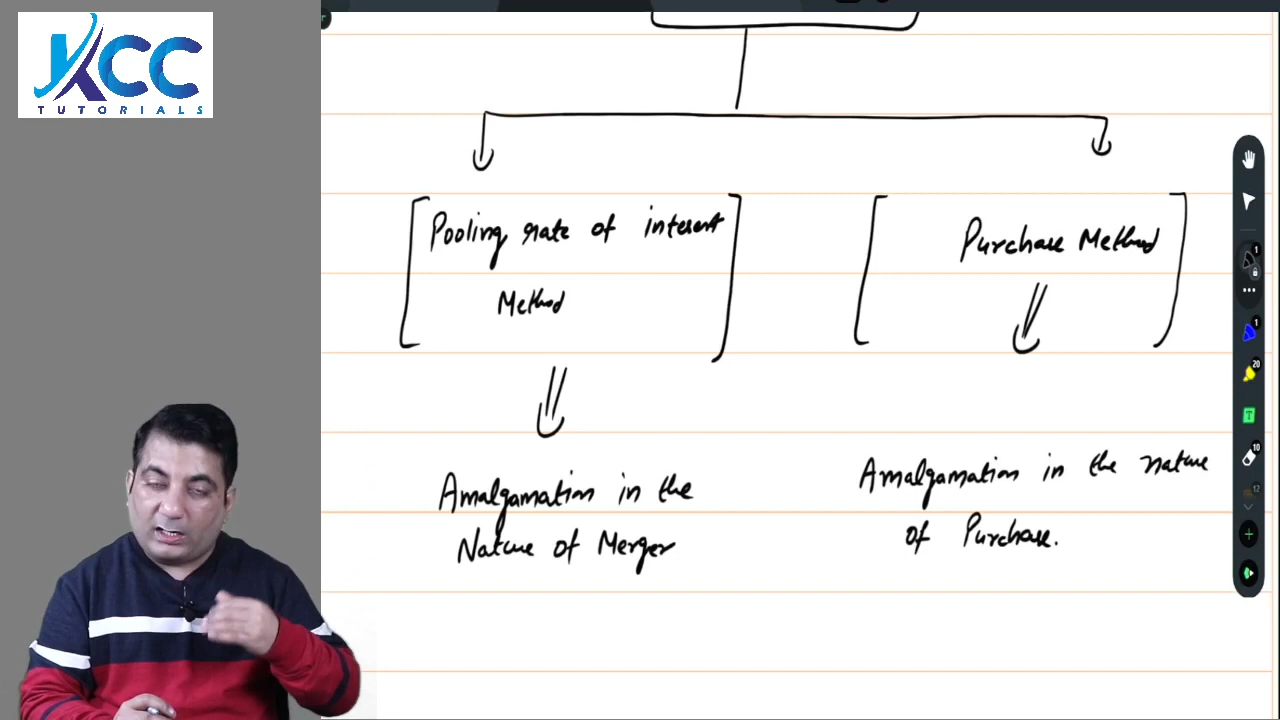 KCC
TUTORIALS
Pooling rate of interest
Method
Purchase Method
Amalgamation in the
Nature of Merger
Amalgamation in the nature
of Purchase.